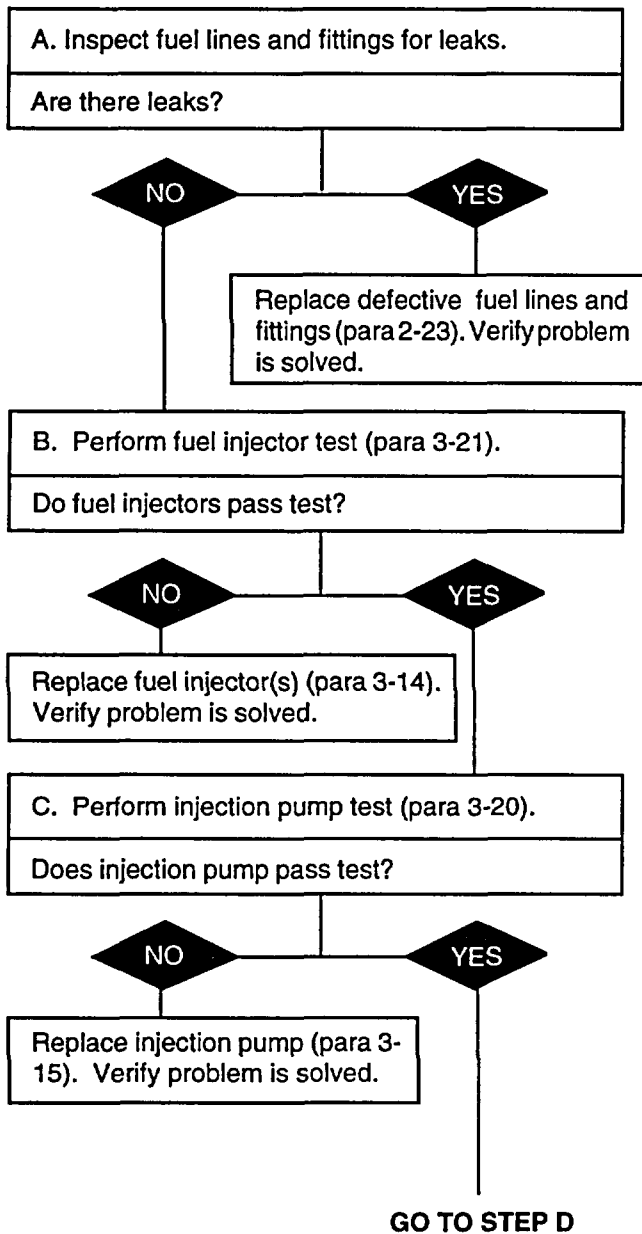 A. Inspect fuel lines and fittings for leaks.
Are there leaks?
NO
YES
Replace defective fuel lines and
fittings (para 2-23). Verify problem
is solved.
B. Perform fuel injector test (para 3-21).
Do fuel injectors pass test?
NO
YES
Replace fuel injector(s) (para 3-14).
Verify problem is solved.
C. Perform injection pump test (para 3-20).
Does injection pump pass test?
NO
YES
Replace injection pump (para 3-
15). Verify problem is solved.
GO TO STEP D